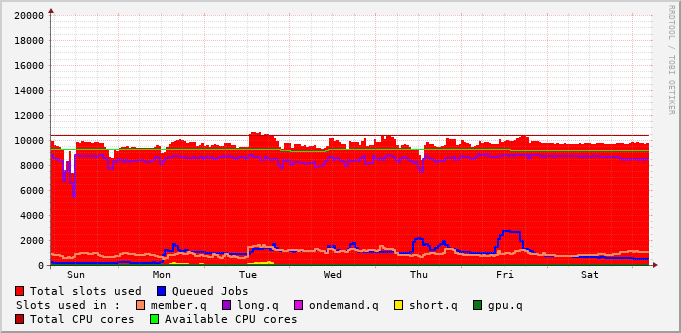 20000
18000
16000
14000
12000
10000
8000
6000
4000
2000
0
Sun Mon Tue Wed Thu Fri Sat
Total slots used Queued Jobs
Slots used in : member.q long.q ondemand.q short.q gpu.q
Total CPU cores Available CPU cores
RRDTOOL / TOBI OETIKER